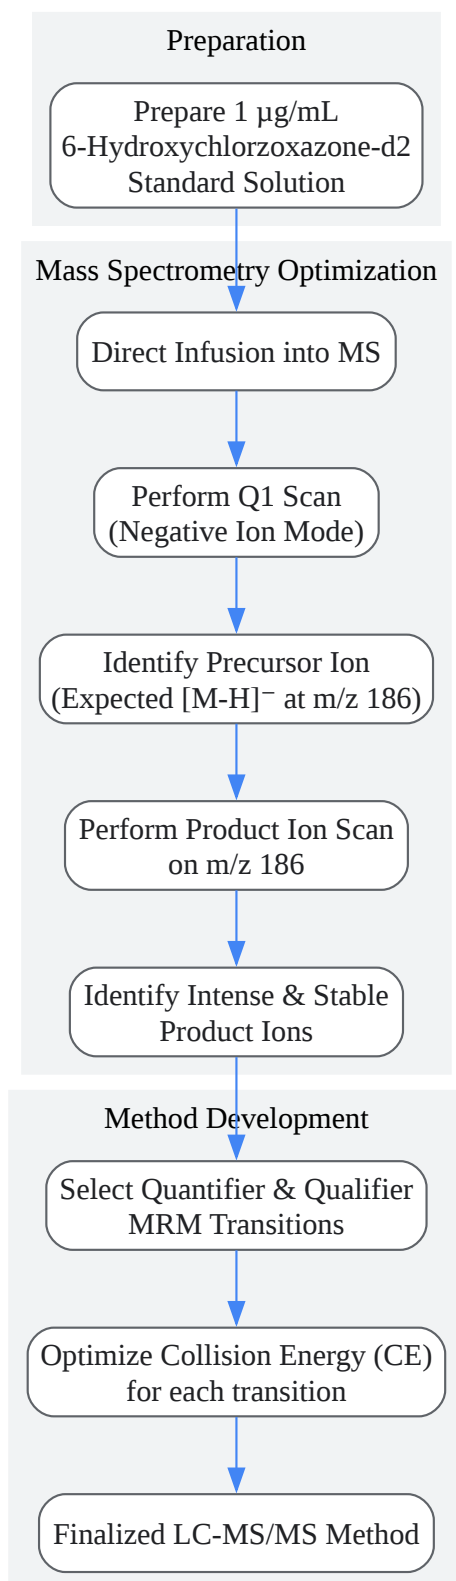 Preparation
Prepare 1 µg/mL
6-Hydroxychlorzoxazone-d2
Standard Solution
Mass Spectrometry Optimization
Direct Infusion into MS
Perform Q1 Scan
(Negative Ion Mode)
Identify Precursor Ion
(Expected [M-H]⁻ at m/z 186)
Perform Product Ion Scan
on m/z 186
Identify Intense & Stable
Product Ions
Method Development
Select Quantifier & Qualifier
MRM Transitions
Optimize Collision Energy (CE)
for each transition
Finalized LC-MS/MS Method